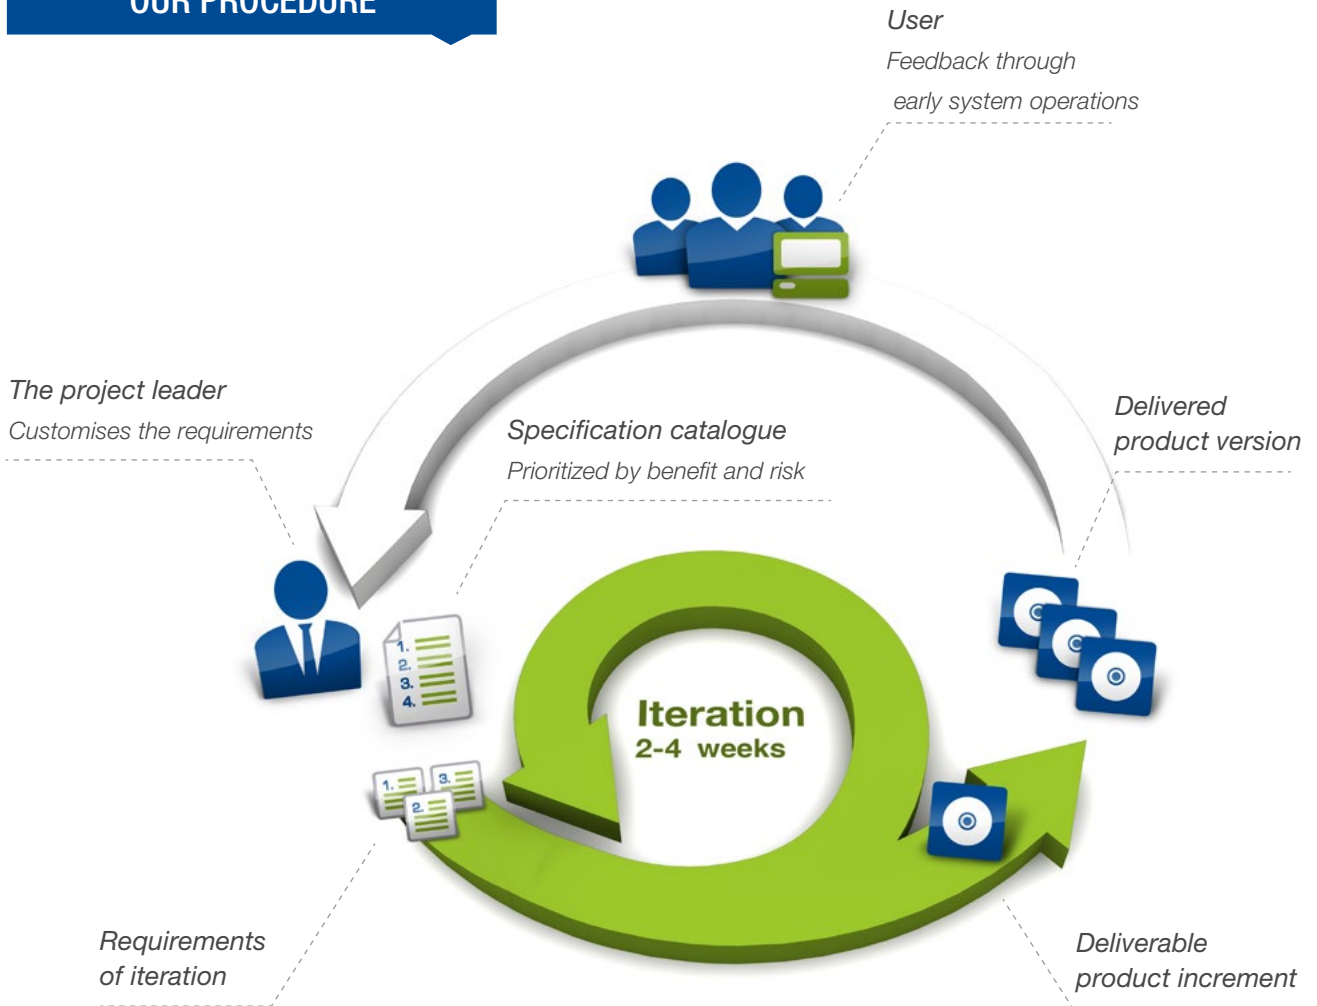 OUR PROCEDURE
User
Feedback through
early system operations
The project leader
Customises the requirements
Specification catalogue
Prioritized by benefit and risk
Delivered
product version
1.
2.
3.
4.
Iteration
2-4 weeks
1.
3.
2.
Requirements
of iteration
Deliverable
product increment